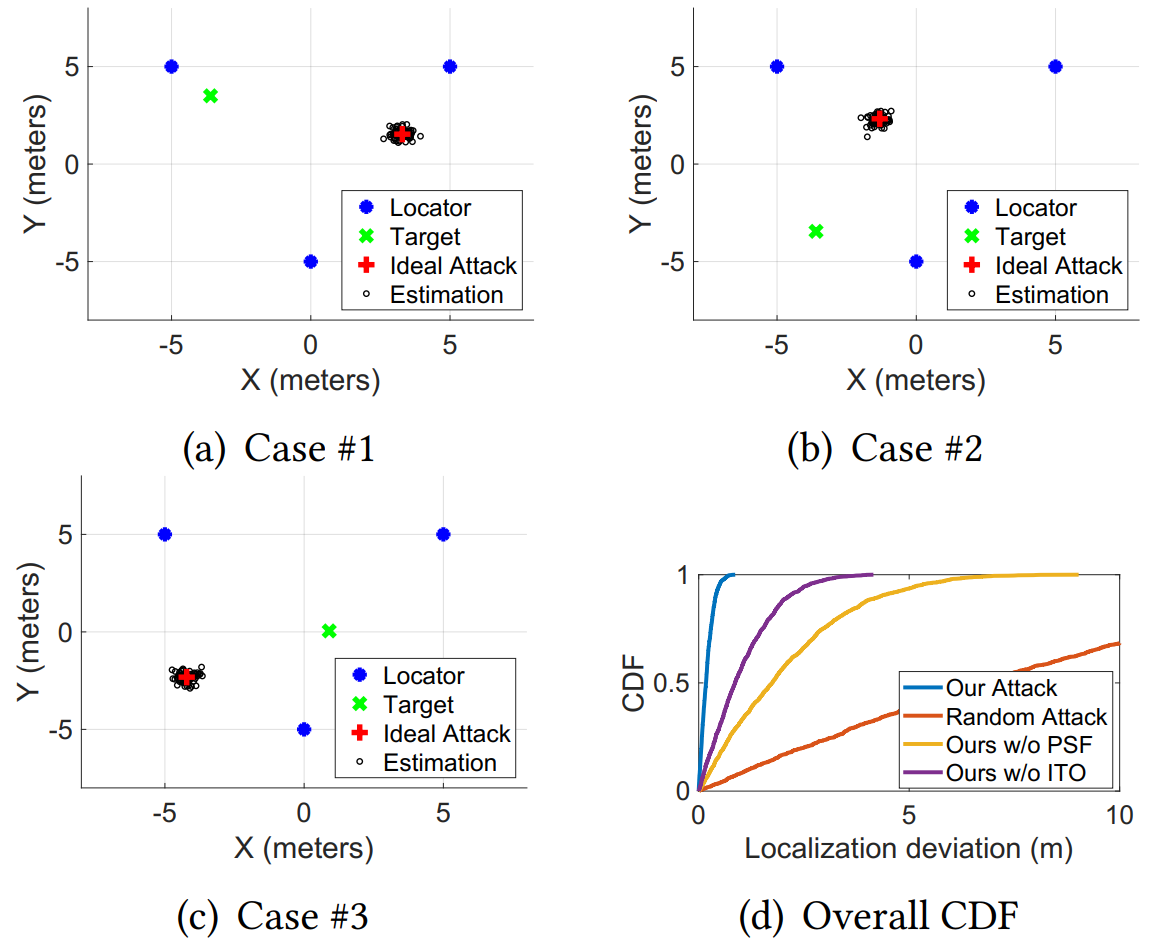 5
0
-5
Y (meters)
Locator
Target
Ideal Attack
Estimation
-5 0 5
X (meters)
(a) Case #1
5
0
-5
Y (meters)
Locator
Target
Ideal Attack
Estimation
-5 0 5
X (meters)
(b) Case #2
5
0
-5
Y (meters)
Locator
Target
Ideal Attack
Estimation
-5 0 5
X (meters)
(c) Case #3
1
0.5
0
CDF
Our Attack
Random Attack
Ours w/o PSF
Ours w/o ITO
0 5 10
Localization deviation (m)
(d) Overall CDF